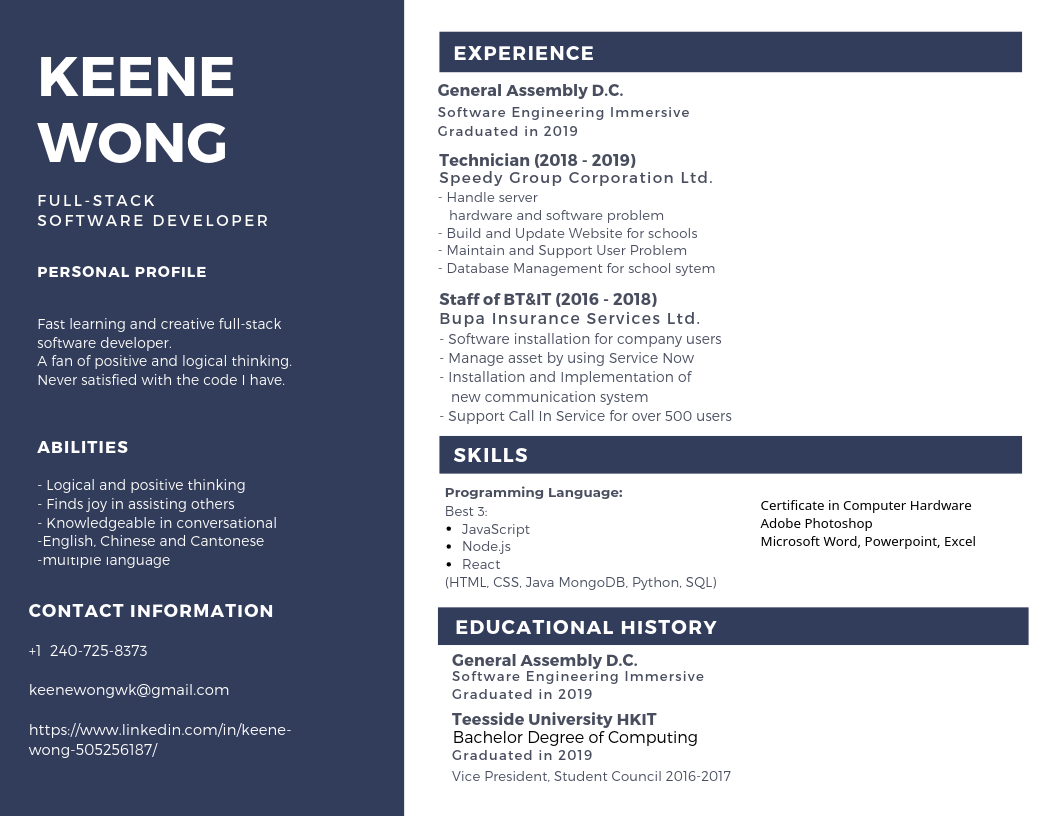 KEENE
WONG
FULL-STACK
SOFTWARE DEVELOPER
PERSONAL PROFILE
Fast learning and creative full-stack
software developer.
A fan of positive and logical thinking.
Never satisfied with the code I have.
ABILITIES
- Logical and positive thinking
- Finds joy in assisting others
- Knowledgeable in conversational
-English, Chinese and Cantonese
-multiple language
CONTACT INFORMATION
+1 240-725-8373
keenewongwk@gmail.com
https://www.linkedin.com/in/keene-
wong-505256187/
EXPERIENCE
General Assembly D.C.
Software Engineering Immersive
Graduated in 2019
Technician (2018 - 2019)
Speedy Group Corporation Ltd.
- Handle server
hardware and software problem
- Build and Update Website for schools
- Maintain and Support User Problem
- Database Management for school sytem
Staff of BT&IT (2016 - 2018)
Bupa Insurance Services Ltd.
- Software installation for company users
- Manage asset by using Service Now
- Installation and Implementation of
new communication system
- Support Call In Service for over 500 users
SKILLS
Programming Language:
Best 3:
• JavaScript
• Node.js
• React
(HTML, CSS, Java MongoDB, Python, SQL)
Certificate in Computer Hardware
Adobe Photoshop
Microsoft Word, Powerpoint, Excel
EDUCATIONAL HISTORY
General Assembly D.C.
Software Engineering Immersive
Graduated in 2019
Teesside University HKIT
Bachelor Degree of Computing
Graduated in 2019
Vice President, Student Council 2016-2017